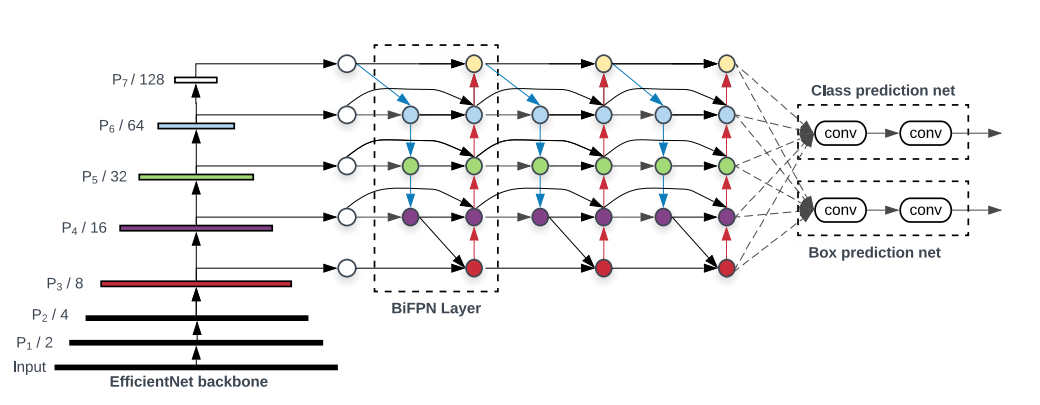 P7 / 128
P6 / 64
P5 / 32
P4 / 16
P3 / 8
P2 / 4
P1 / 2
Input
EfficientNet backbone
BiFPN Layer
Class prediction net
conv conv
conv conv
Box prediction net